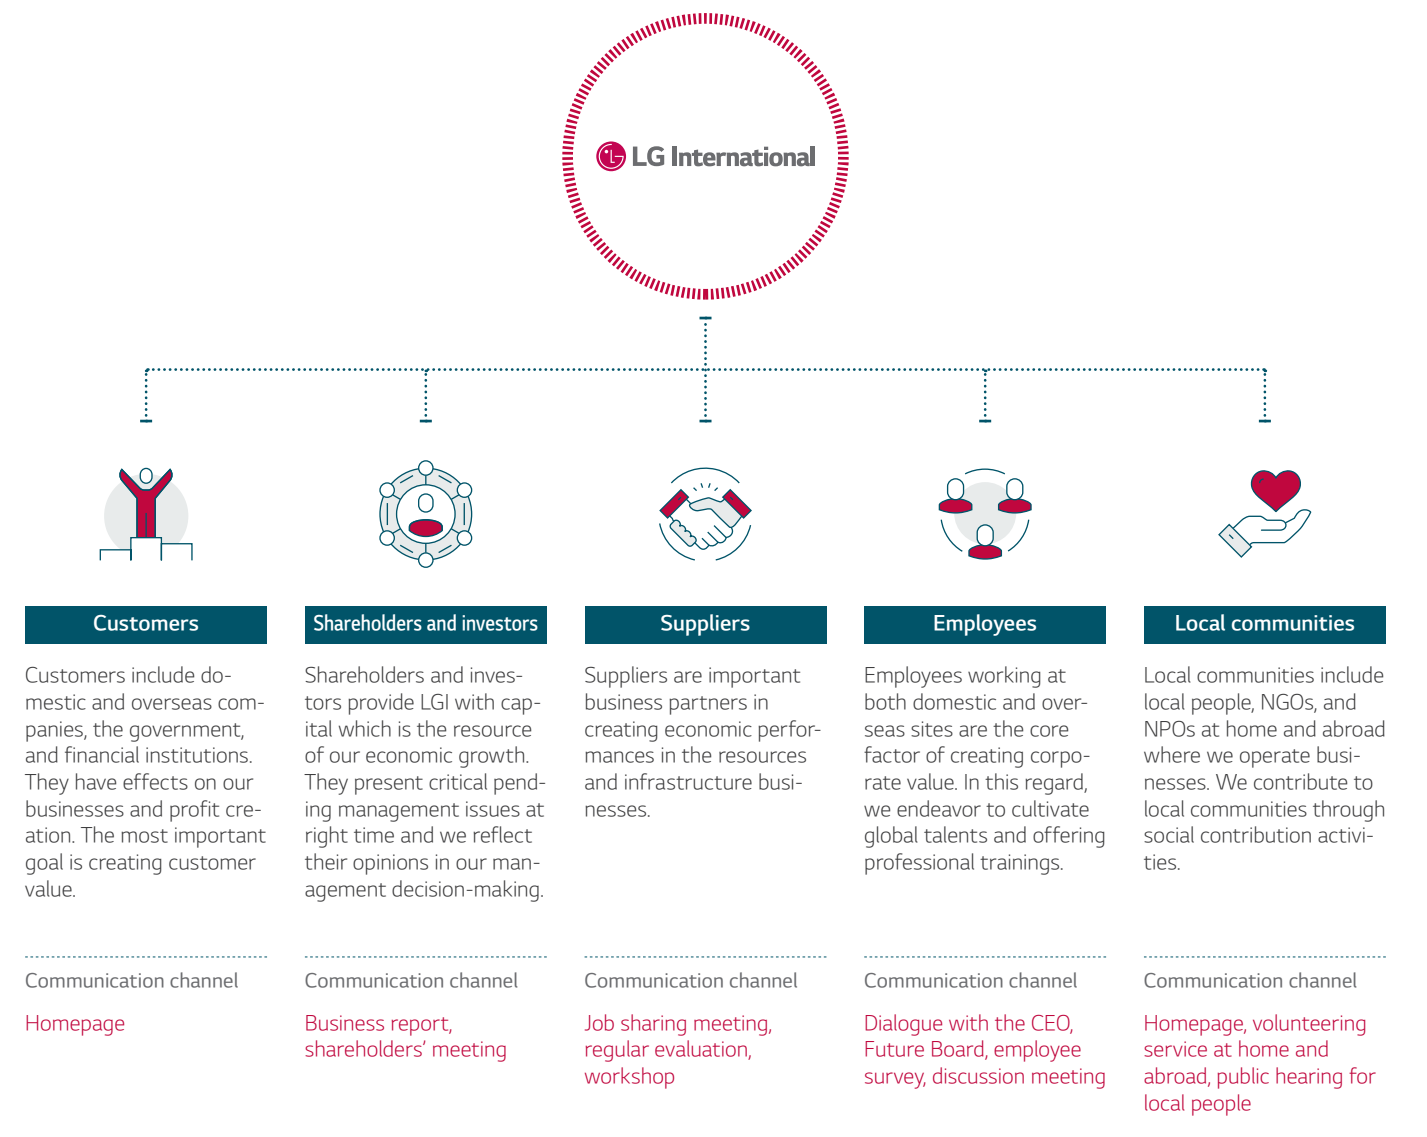 LG International
Customers
Customers include do-
mestic and overseas com-
panies, the government,
and financial institutions.
They have effects on our
businesses and profit cre-
ation. The most important
goal is creating customer
value.
Communication channel
Homepage
Shareholders and investors
Shareholders and inves-
tors provide LGI with cap-
ital which is the resource
of our economic growth.
They present critical pend-
ing management issues at
right time and we reflect
their opinions in our man-
agement decision-making.
Communication channel
Business report,
shareholders’ meeting
Suppliers
Suppliers are important
business partners in
creating economic perfor-
mances in the resources
and infrastructure busi-
nesses.
Communication channel
Job sharing meeting,
regular evaluation,
workshop
Employees
Employees working at
both domestic and over-
seas sites are the core
factor of creating corpo-
rate value. In this regard,
we endeavor to cultivate
global talents and offering
professional trainings.
Communication channel
Dialogue with the CEO,
Future Board, employee
survey, discussion meeting
Local communities
Local communities include
local people, NGOs, and
NPOs at home and abroad
where we operate busi-
nesses. We contribute to
local communities through
social contribution activi-
ties.
Communication channel
Homepage, volunteering
service at home and
abroad, public hearing for
local people